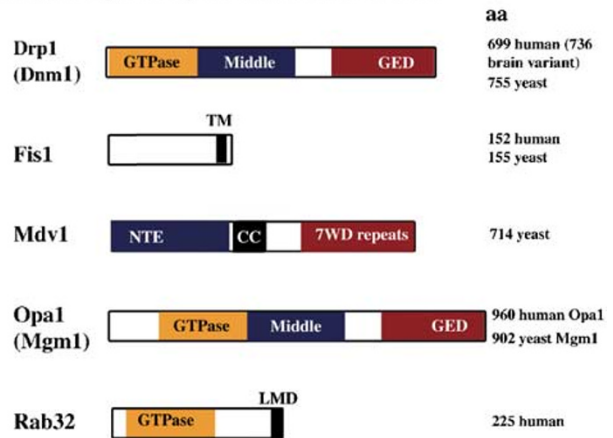 aa
Drp1
(Dnm1)
GTPase Middle GED
699 human (736
brain variant)
755 yeast
TM
Fis1
152 human
155 yeast
Mdv1
NTE CC 7WD repeats
714 yeast
Opa1
(Mgm1)
GTPase Middle GED
960 human Opa1
902 yeast Mgm1
LMD
Rab32
GTPase
225 human